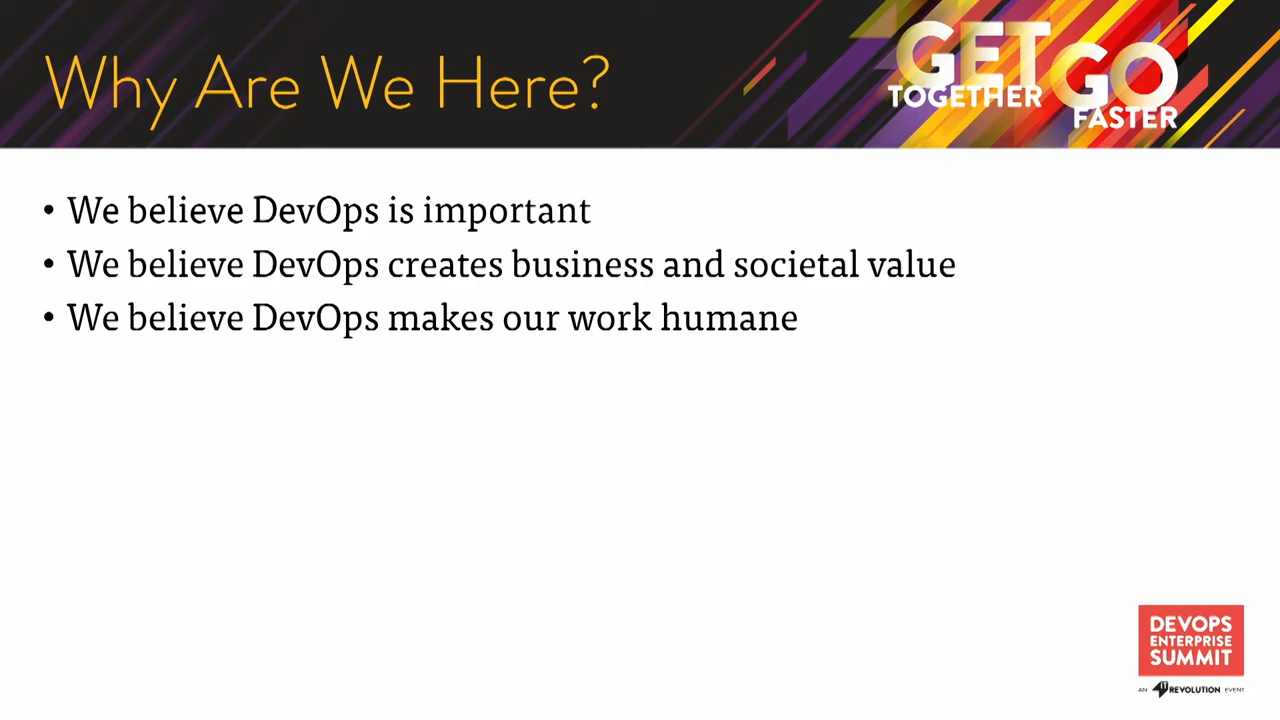 Why Are We Here?
GET
TOGETHER
GO
FASTER
• We believe DevOps is important
• We believe DevOps creates business and societal value
• We believe DevOps makes our work humane
DEVOPS
ENTERPRISE
SUMMIT
AN IT REVOLUTION EVENT